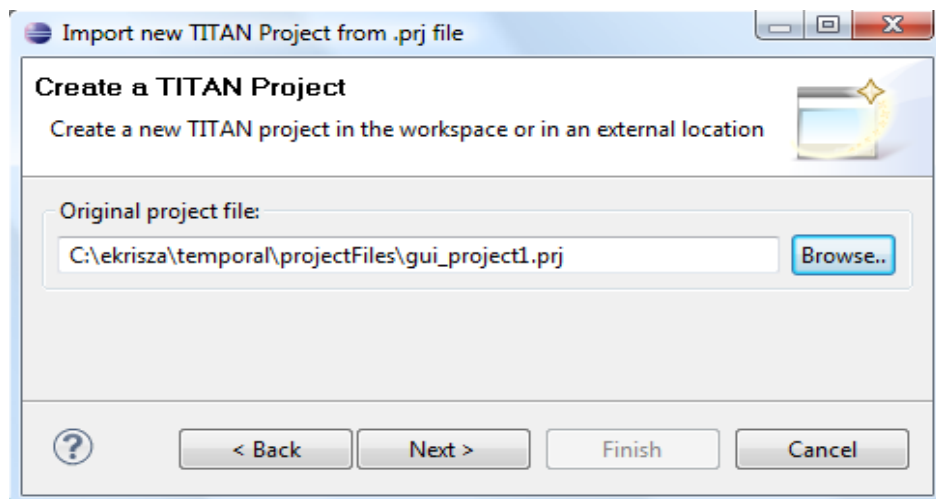 Import new TITAN Project from .prj file
Create a TITAN Project
Create a new TITAN project in the workspace or in an external location
Original project file:
C:\ekrisza\temporal\projectFiles\gui_project1.prj
Browse..
?
< Back
Next >
Finish
Cancel